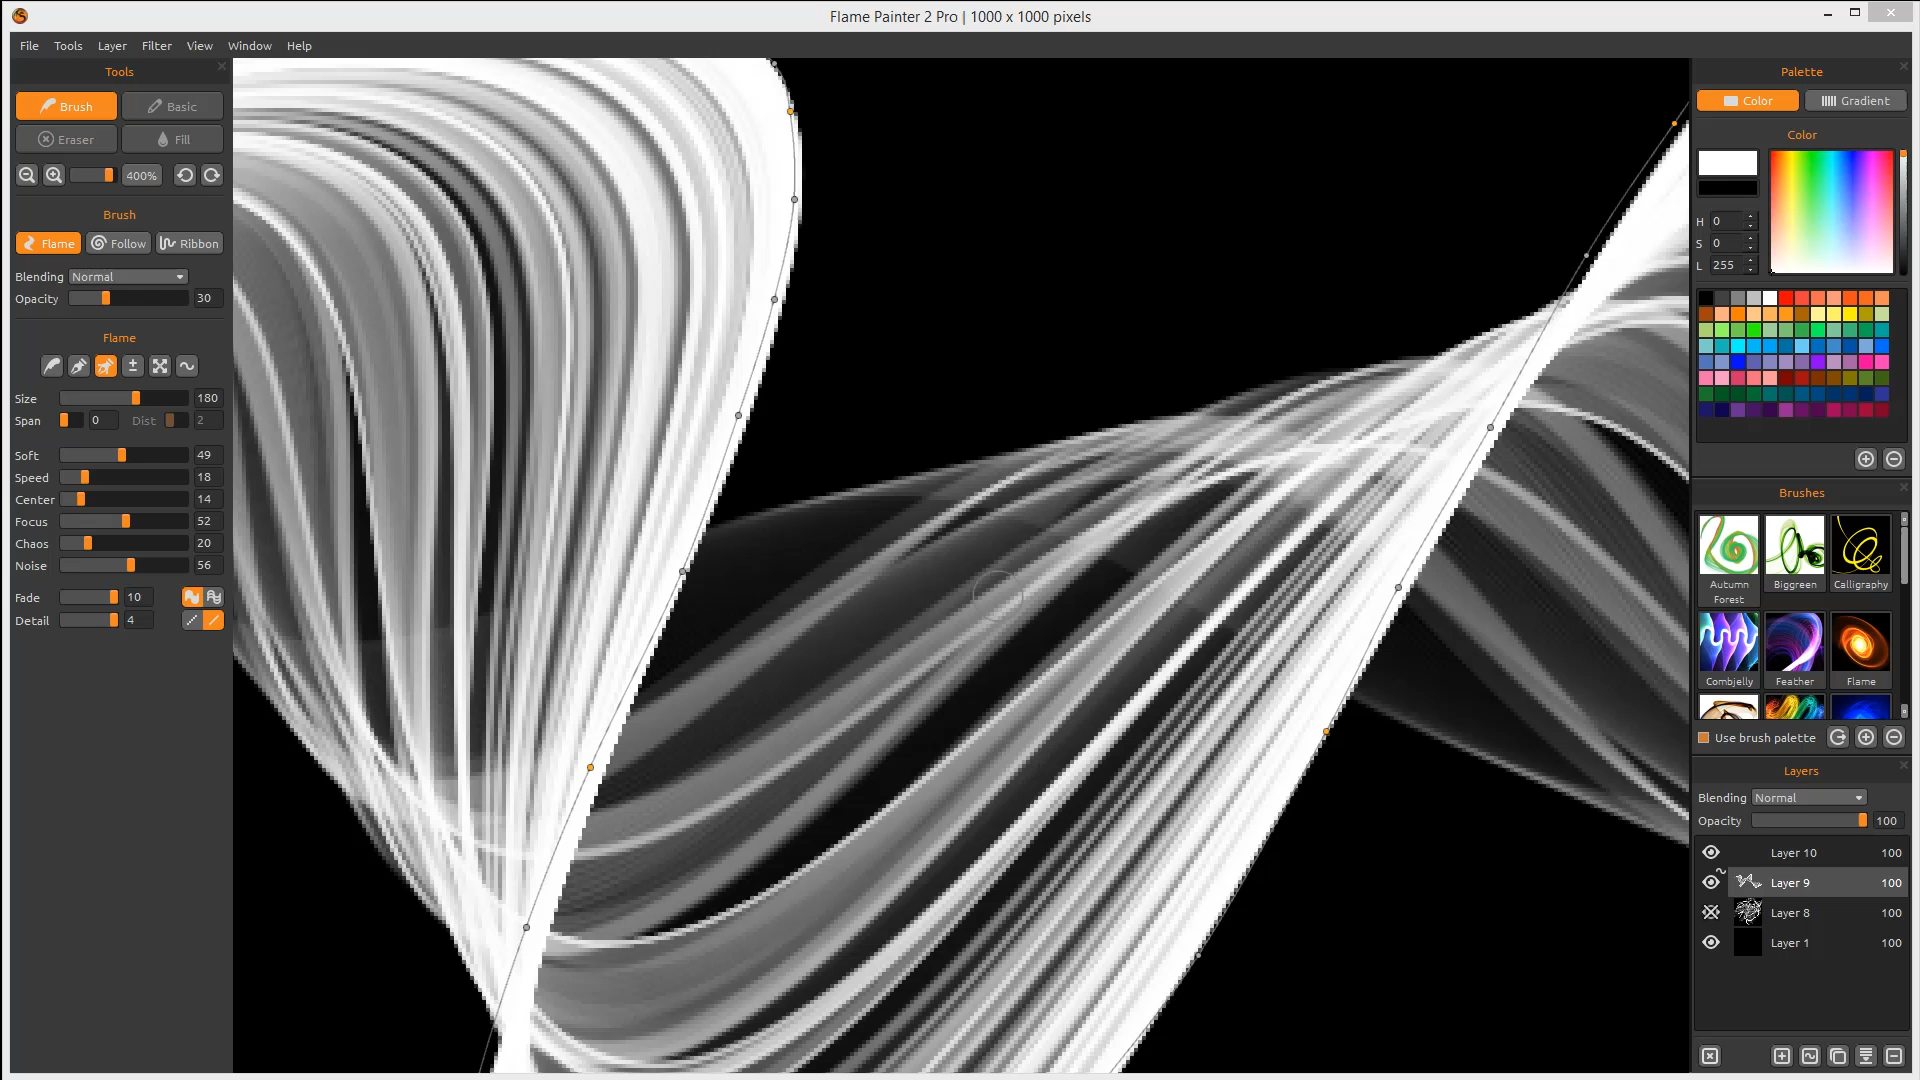 Flame Painter 2 Pro | 1000 x 1000 pixels
File Tools Layer Filter View Window Help
Tools
Brush Basic
Eraser Fill
400%
Brush
Flame Follow Ribbon
Blending Normal
Opacity 30
Flame
Size 180
Span 0 Dist 2
Soft 49
Speed 18
Center 14
Focus 52
Chaos 20
Noise 56
Fade 10
Detail 4
Palette
Color Gradient
Color
H 0
S 0
L 255
Brushes
Autumn Forest
Biggreen
Calligraphy
Combjelly
Feather
Flame
Use brush palette
Layers
Blending Normal
Opacity 100
Layer 10 100
Layer 9 100
Layer 8 100
Layer 1 100